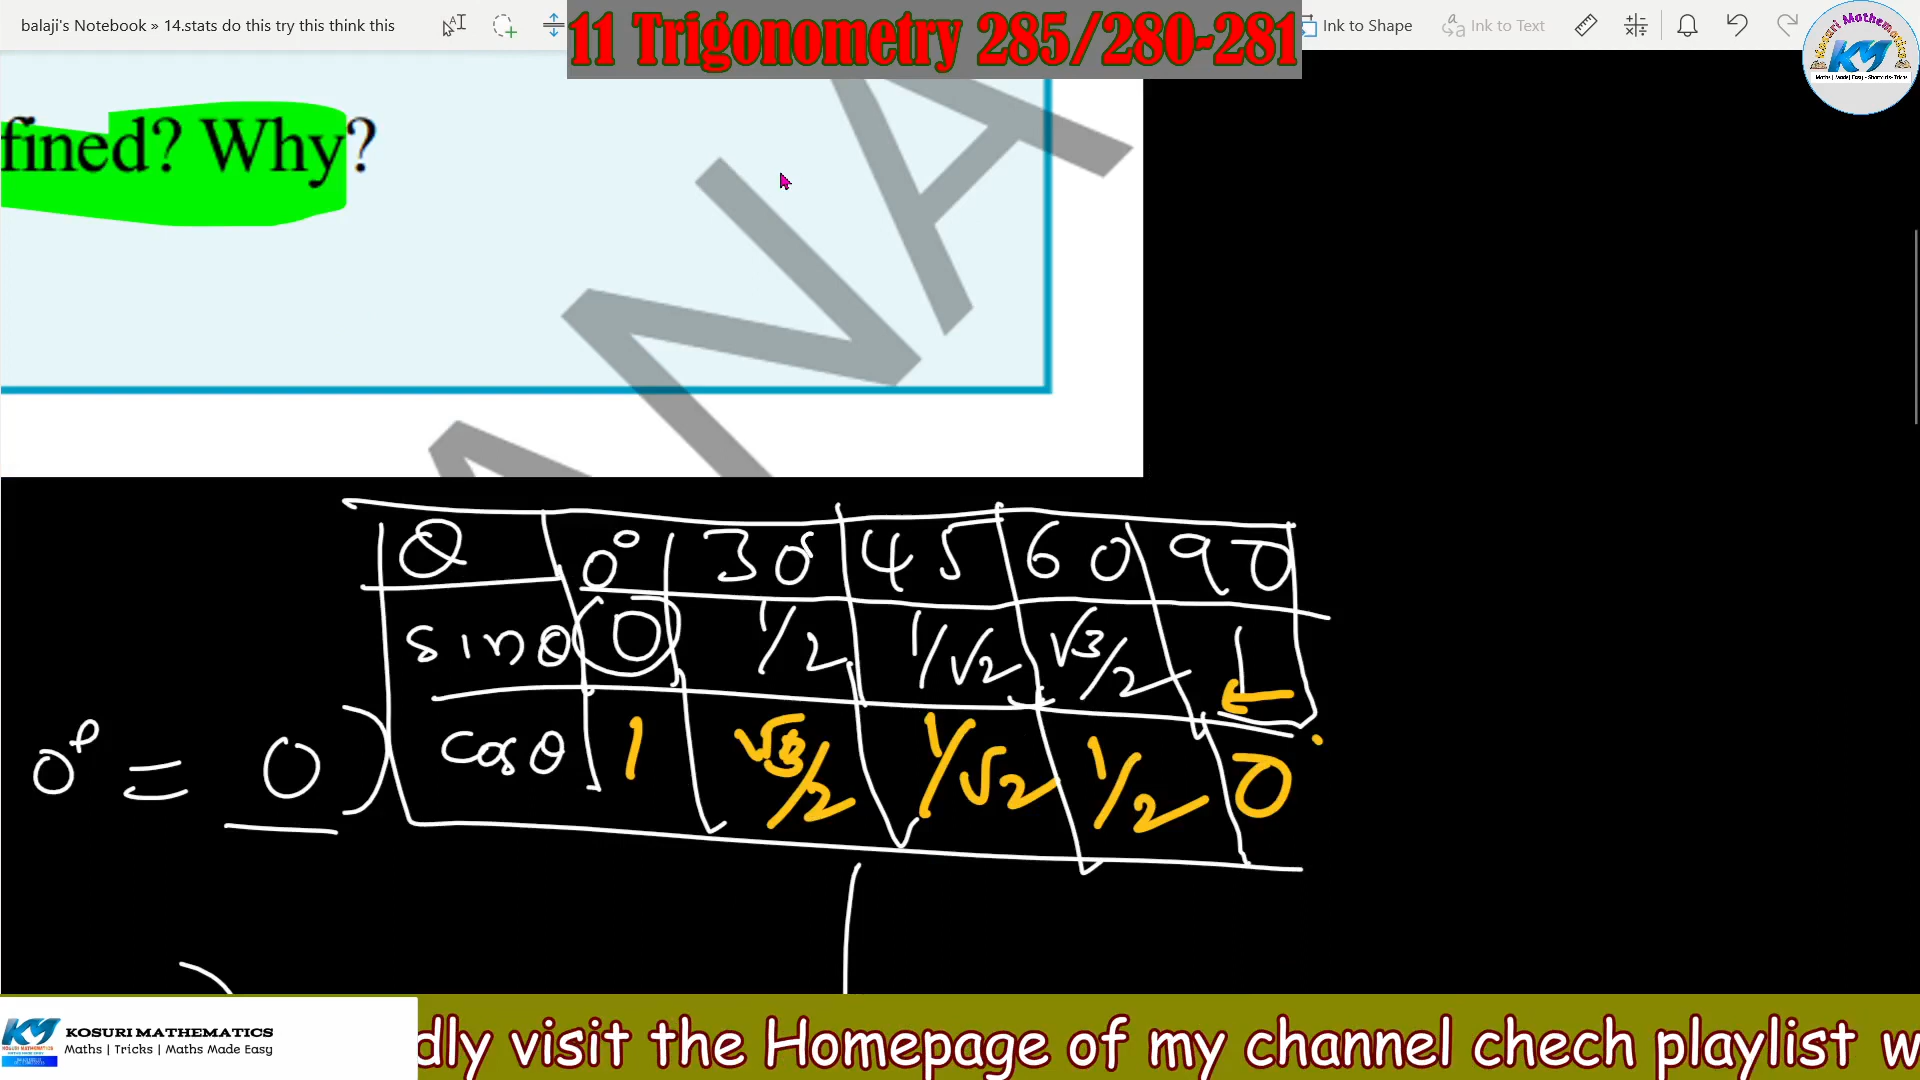 balaji's Notebook » 14.stats do this try this think this
11 Trigonometry 285/280-281
Ink to Shape
Ink to Text
fined? Why?
NA
θ 0° 30 45 60 90
sinθ 0 1/2 1/√2 √3/2 1
cosθ 1 √3/2 1/√2 1/2 0
0° = 0
KOSURI MATHEMATICS
Maths | Tricks | Maths Made Easy
dly visit the Homepage of my channel chech playlist w